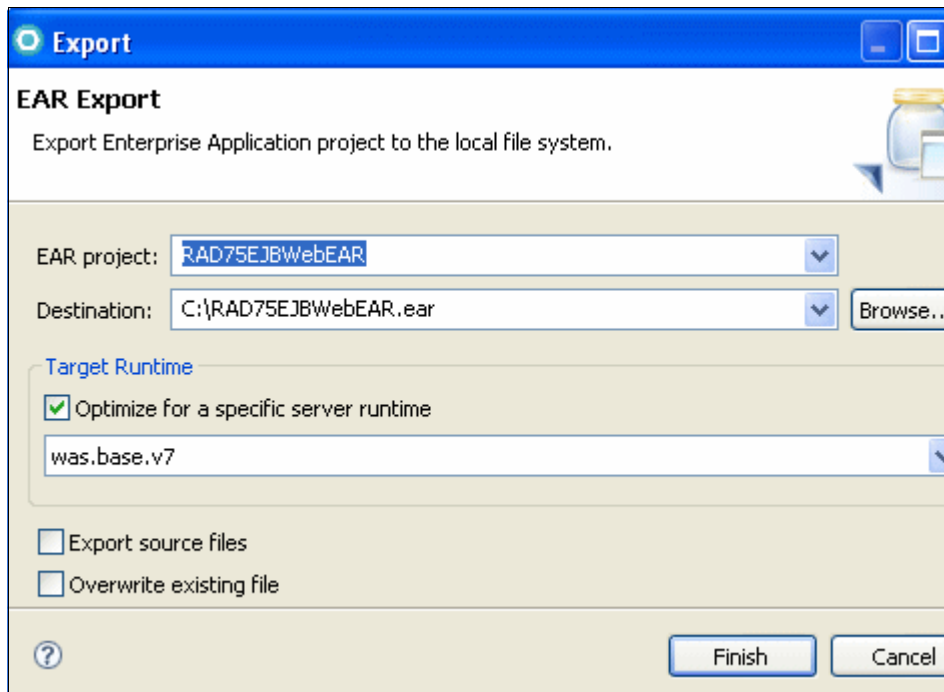 Export
EAR Export
Export Enterprise Application project to the local file system.
EAR project: RAD75EJBWebEAR
Destination: C:\RAD75EJBWebEAR.ear Browse..
Target Runtime
Optimize for a specific server runtime
was.base.v7
Export source files
Overwrite existing file
? Finish Cancel